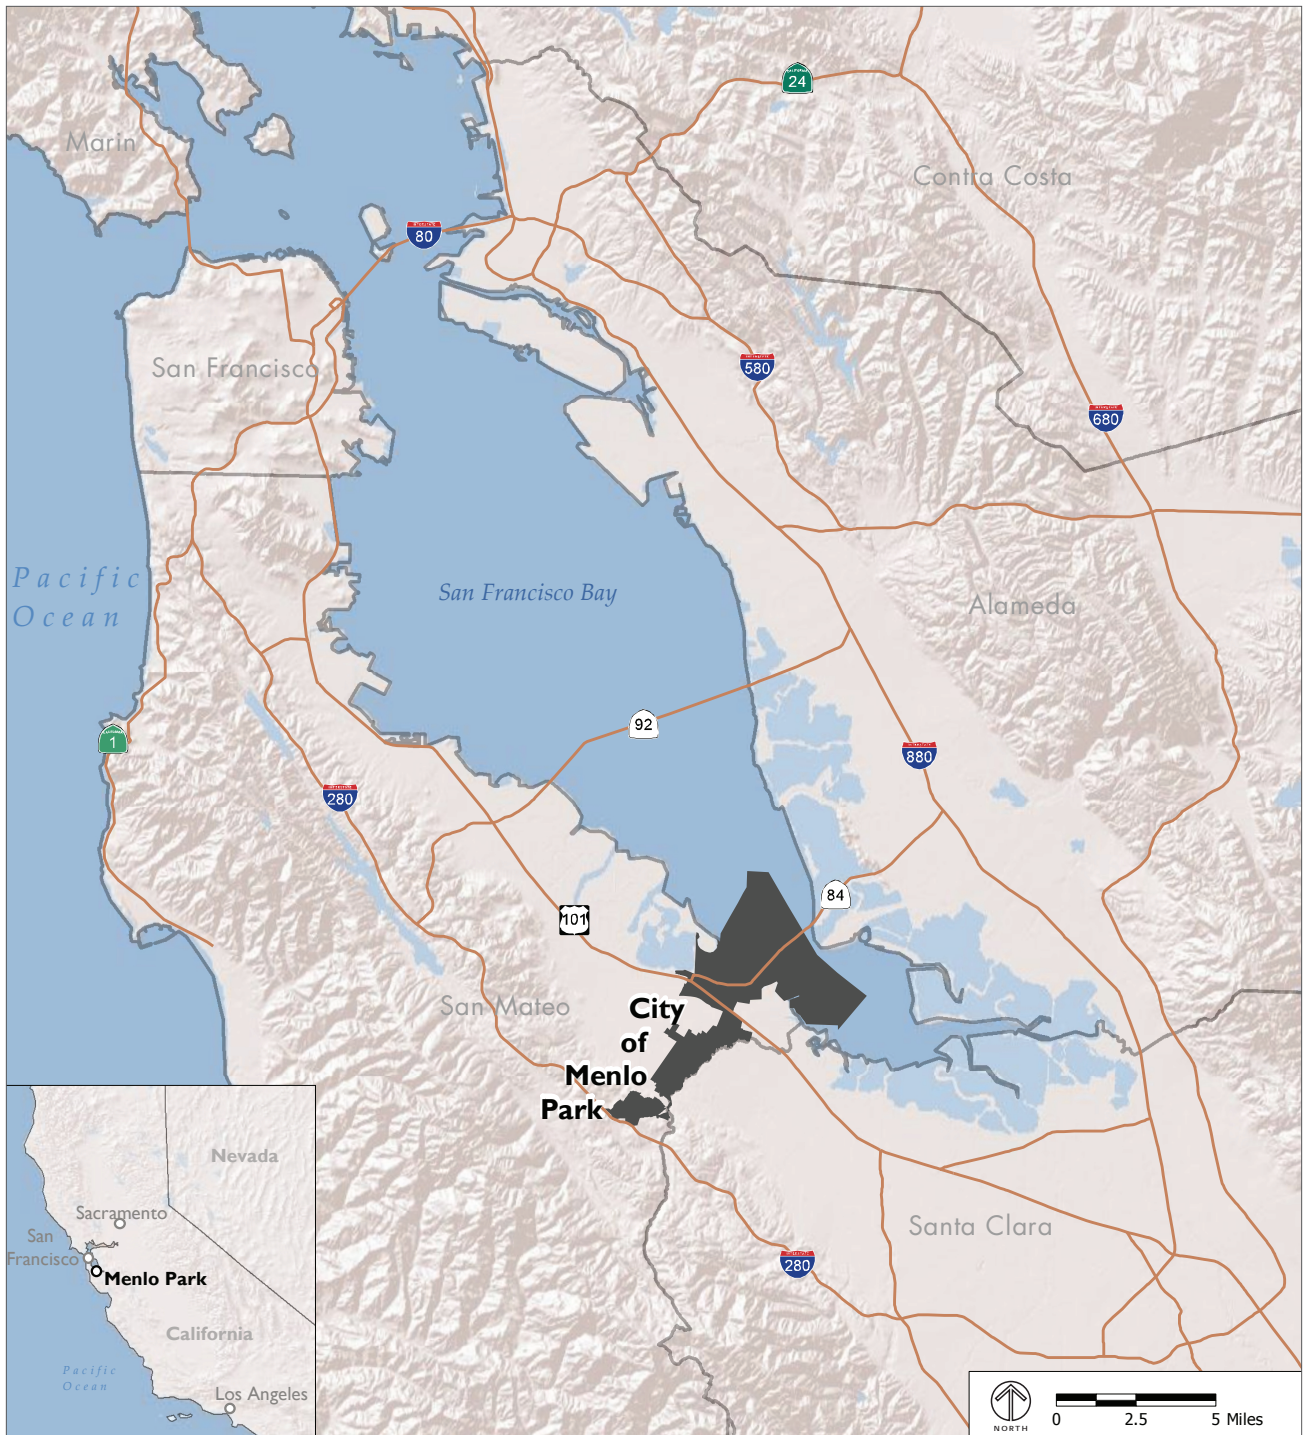 24
Marin
Contra Costa
80
San Francisco
580
680
Pacific
Ocean
San Francisco Bay
Alameda
92
1
880
280
84
101
San Mateo
City
of
Menlo
Park
Nevada
Sacramento
San
Francisco
Menlo Park
California
Pacific
Ocean
Los Angeles
Santa Clara
280
NORTH
0 2.5 5 Miles